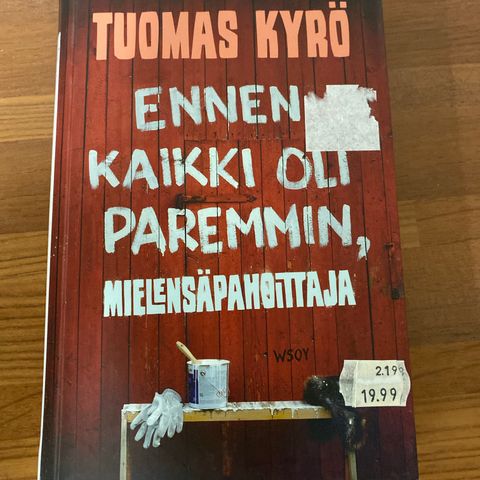 TUOMAS KYRÖ
ENNEN
KAIKKI OLI
PAREMMIN,
MIELENSÄPAHOITTAJA
WSOY
2.19
19.99